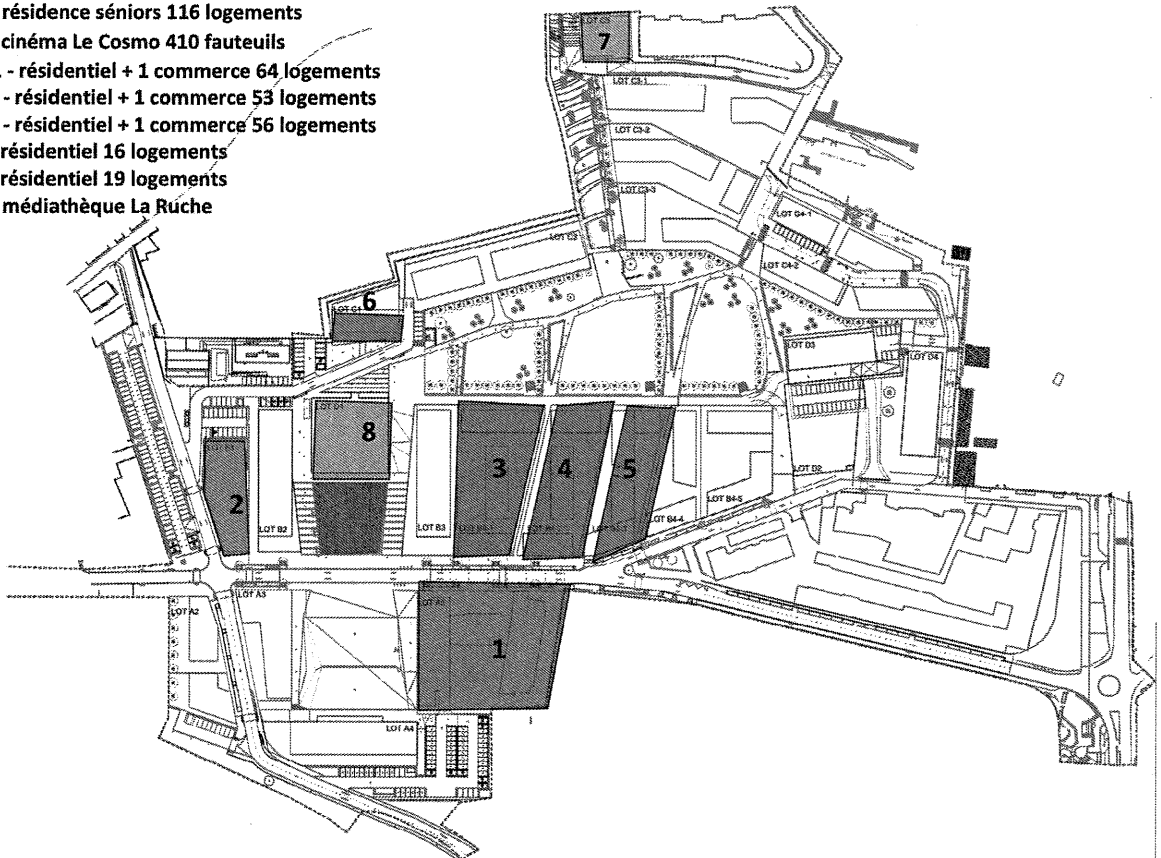 résidence séniors 116 logements
cinéma Le Cosmo 410 fauteuils
. - résidentiel + 1 commerce 64 logements
- résidentiel + 1 commerce 53 logements
- résidentiel + 1 commerce 56 logements
résidentiel 16 logements
résidentiel 19 logements
médiathèque La Ruche
7
LOT C3-1
LOT C3-2
LOT C3-3
LOT C4-1
LOT C2
LOT C4-2
6
LOT C1
LOT D3
LOT D4
LOT D1
8
3
4
5
2
LOT D2
LOT B4-5
LOT B2
LOT B3
LOT B4-4
LOT A3
LOT A2
1
LOT A4